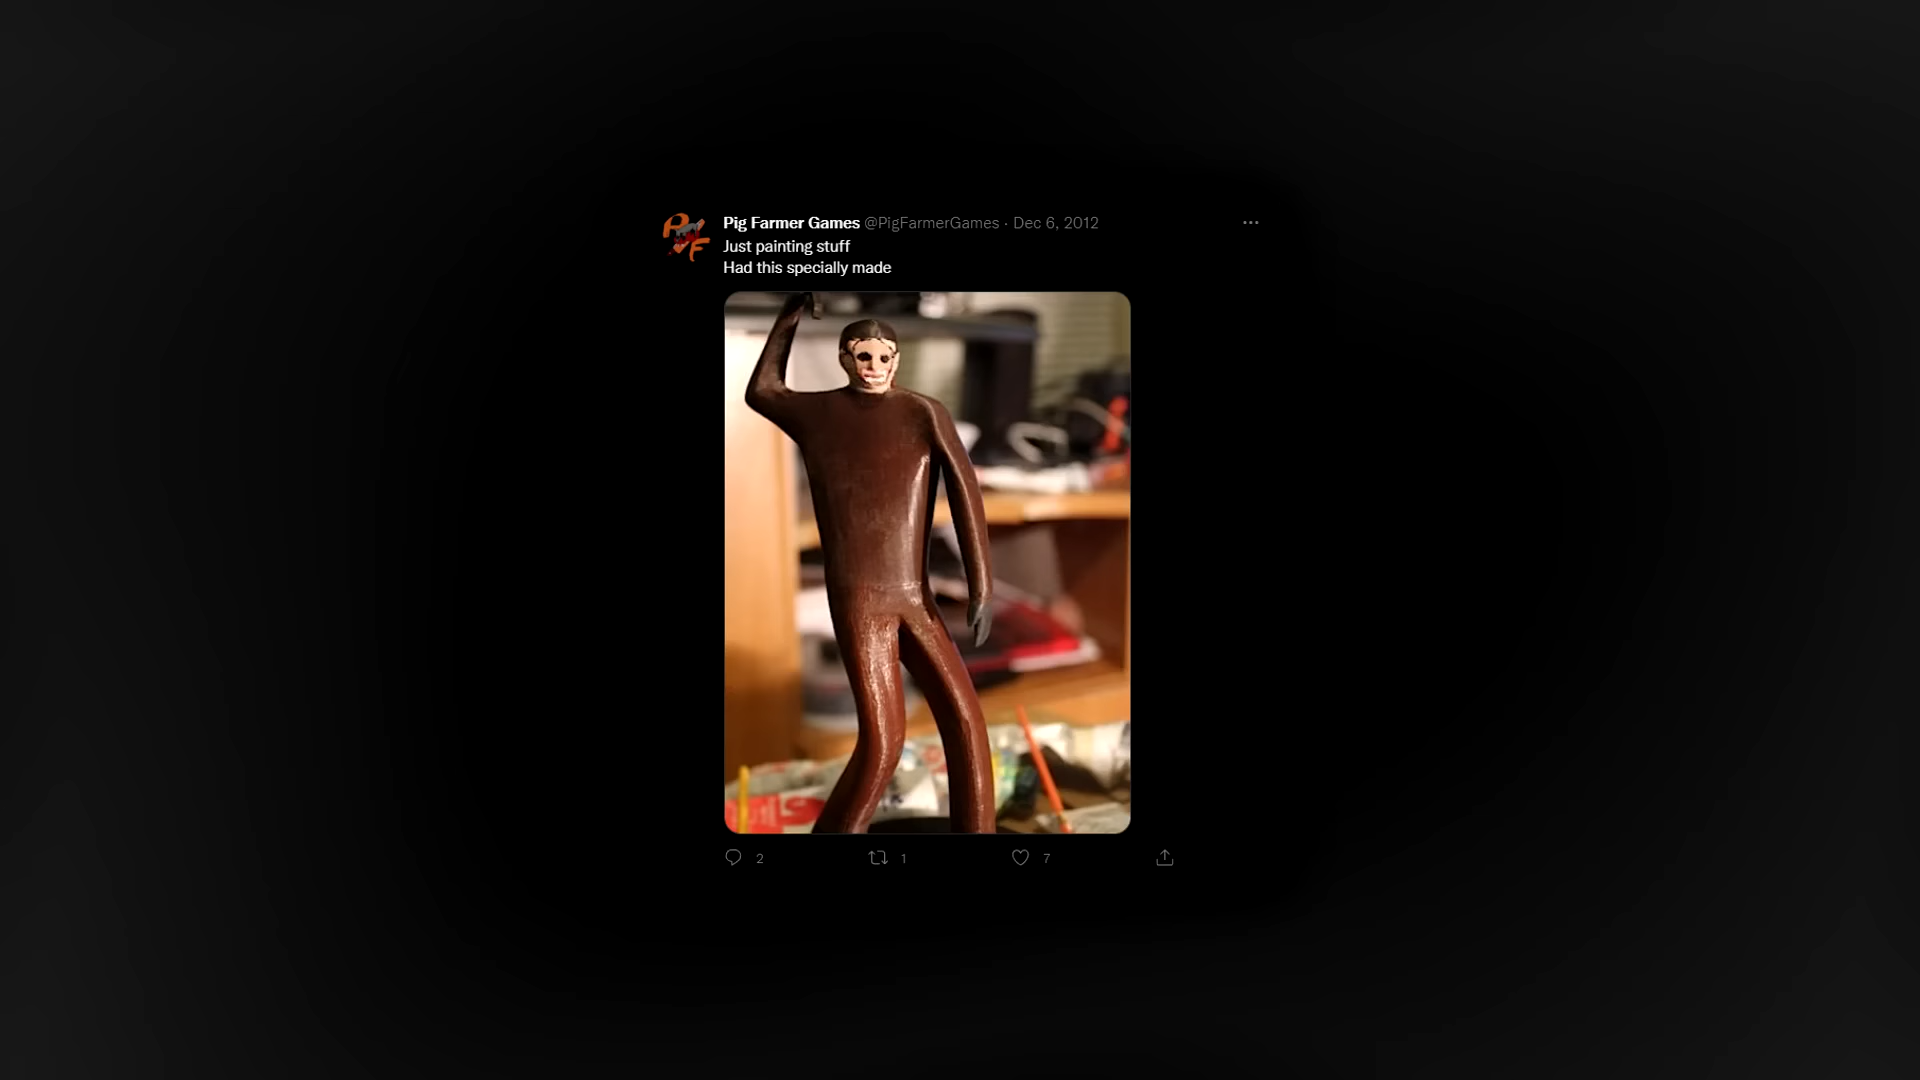 Pig Farmer Games @PigFarmerGames · Dec 6, 2012
Just painting stuff
Had this specially made
2 1 7